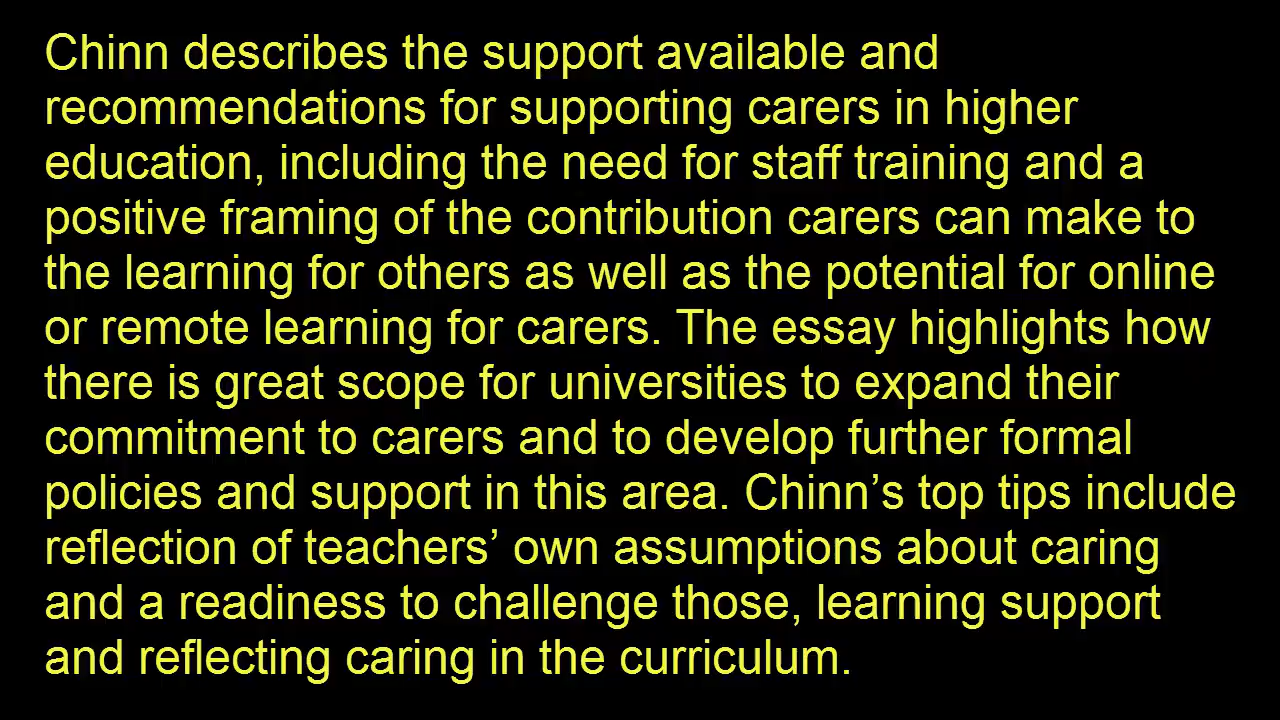 Chinn describes the support available and
recommendations for supporting carers in higher
education, including the need for staff training and a
positive framing of the contribution carers can make to
the learning for others as well as the potential for online
or remote learning for carers. The essay highlights how
there is great scope for universities to expand their
commitment to carers and to develop further formal
policies and support in this area. Chinn’s top tips include
reflection of teachers’ own assumptions about caring
and a readiness to challenge those, learning support
and reflecting caring in the curriculum.